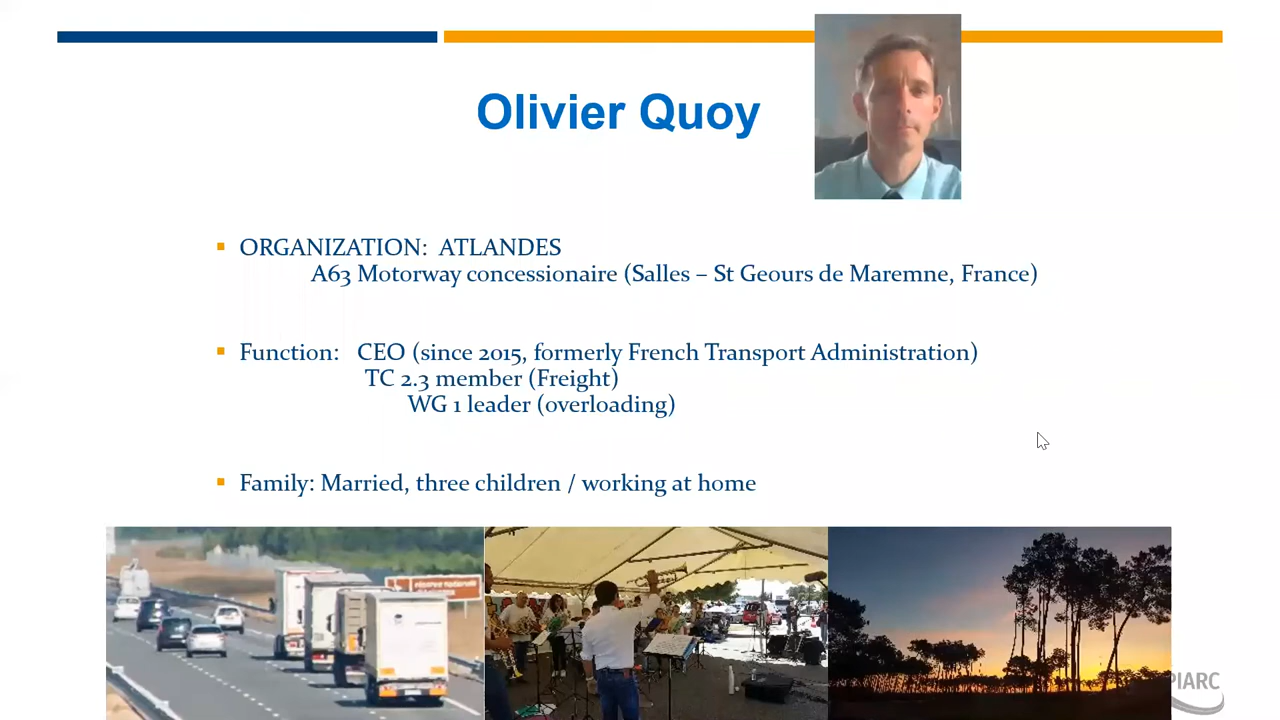 Olivier Quoy
ORGANIZATION: ATLANDES
A63 Motorway concessionaire (Salles – St Geours de Maremne, France)
Function: CEO (since 2015, formerly French Transport Administration)
TC 2.3 member (Freight)
WG 1 leader (overloading)
Family: Married, three children / working at home
PIARC